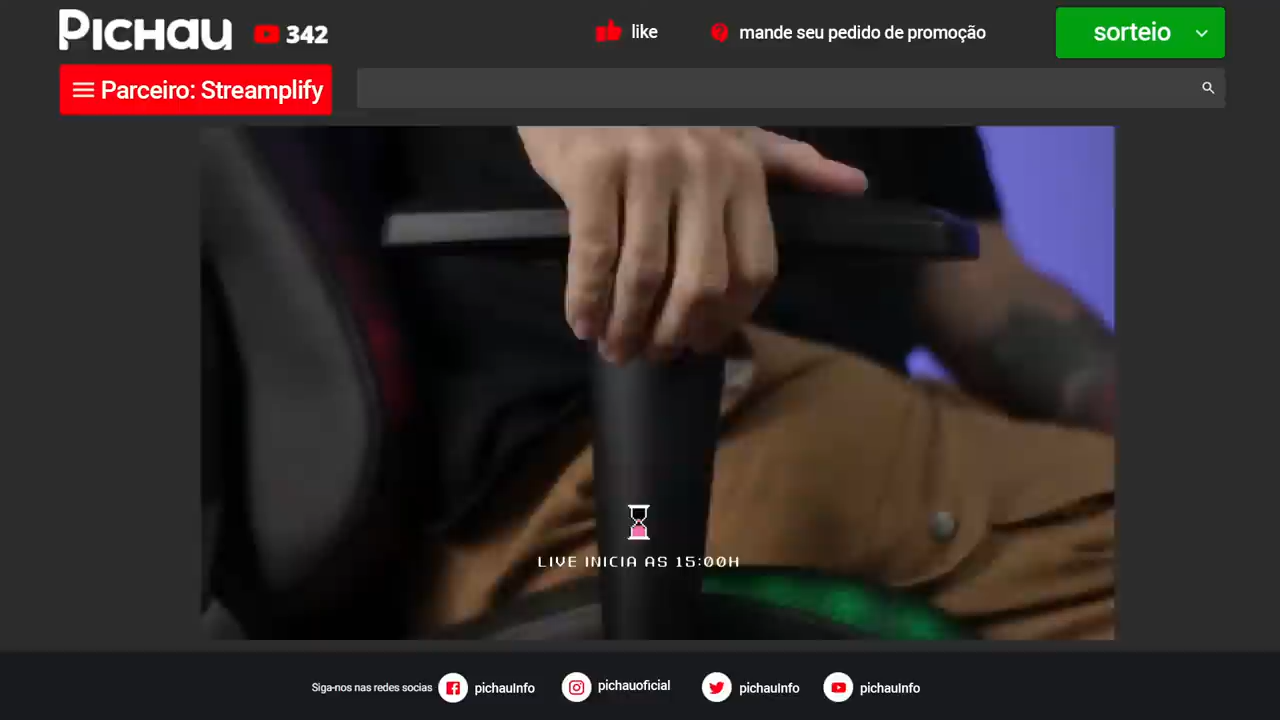 PICHAU
342
like
mande seu pedido de promoção
sorteio
Parceiro: Streamplify
LIVE INICIA AS 15:00H
Siga-nos nas redes socias
pichauInfo
pichauoficial
pichauInfo
pichauInfo